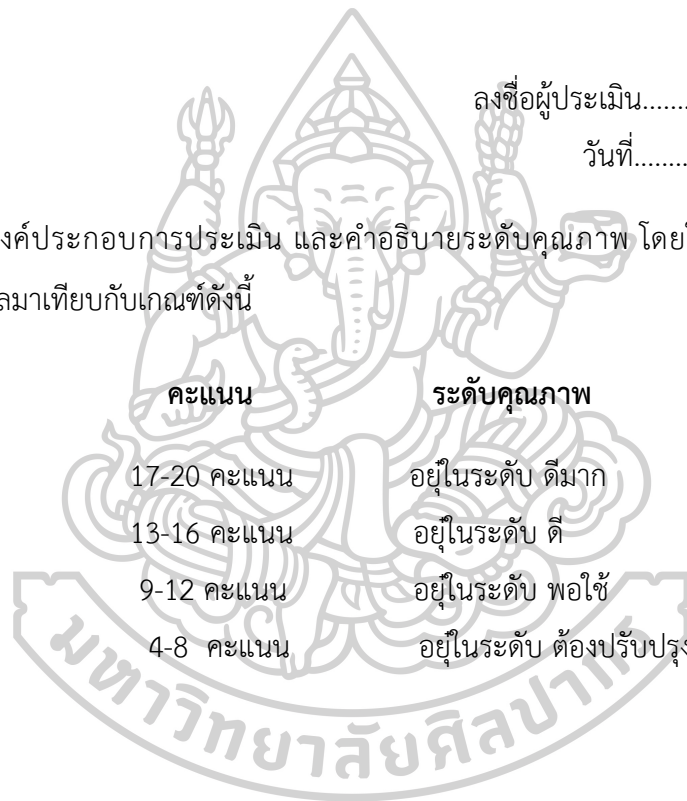 ลงชื่อผู้ประเมิน........
วันที่.........
งค์ประกอบการประเมิน และคำอธิบายระดับคุณภาพ โดยใ
ลมาเทียบกับเกณฑ์ดังนี้
คะแนน ระดับคุณภาพ
17-20 คะแนน อยู่ในระดับ ดีมาก
13-16 คะแนน อยู่ในระดับ ดี
9-12 คะแนน อยู่ในระดับ พอใช้
4-8 คะแนน อยู่ในระดับ ต้องปรับปรุง
มหาวิทยาลัยศิลปากร